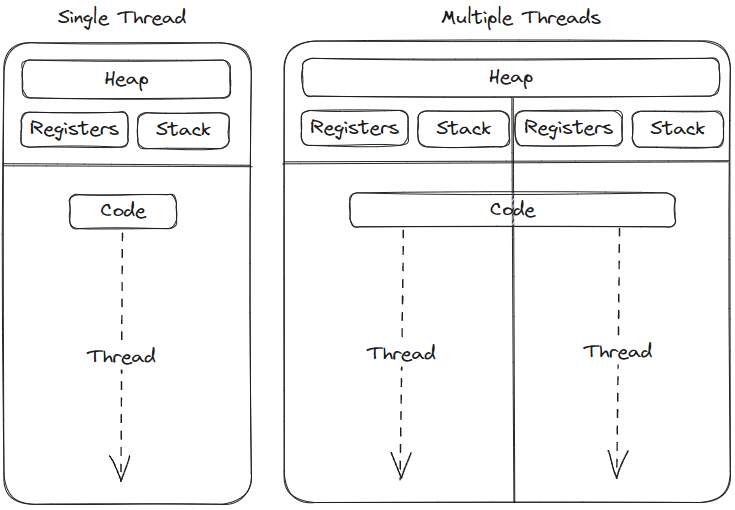 Single Thread
Multiple Threads
Heap
Heap
Registers
Stack
Registers
Stack
Registers
Stack
Code
Code
Thread
Thread
Thread